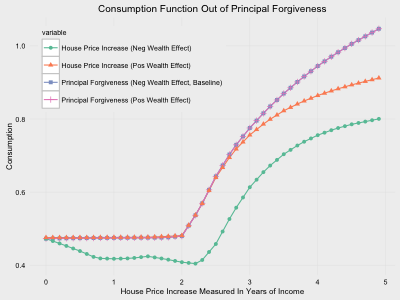 Consumption Function Out of Principal Forgiveness
variable
House Price Increase (Neg Wealth Effect)
House Price Increase (Pos Wealth Effect)
Principal Forgiveness (Neg Wealth Effect, Baseline)
Principal Forgiveness (Pos Wealth Effect)
Consumption
1.0
0.8
0.6
0.4
0 1 2 3 4 5
House Price Increase Measured In Years of Income